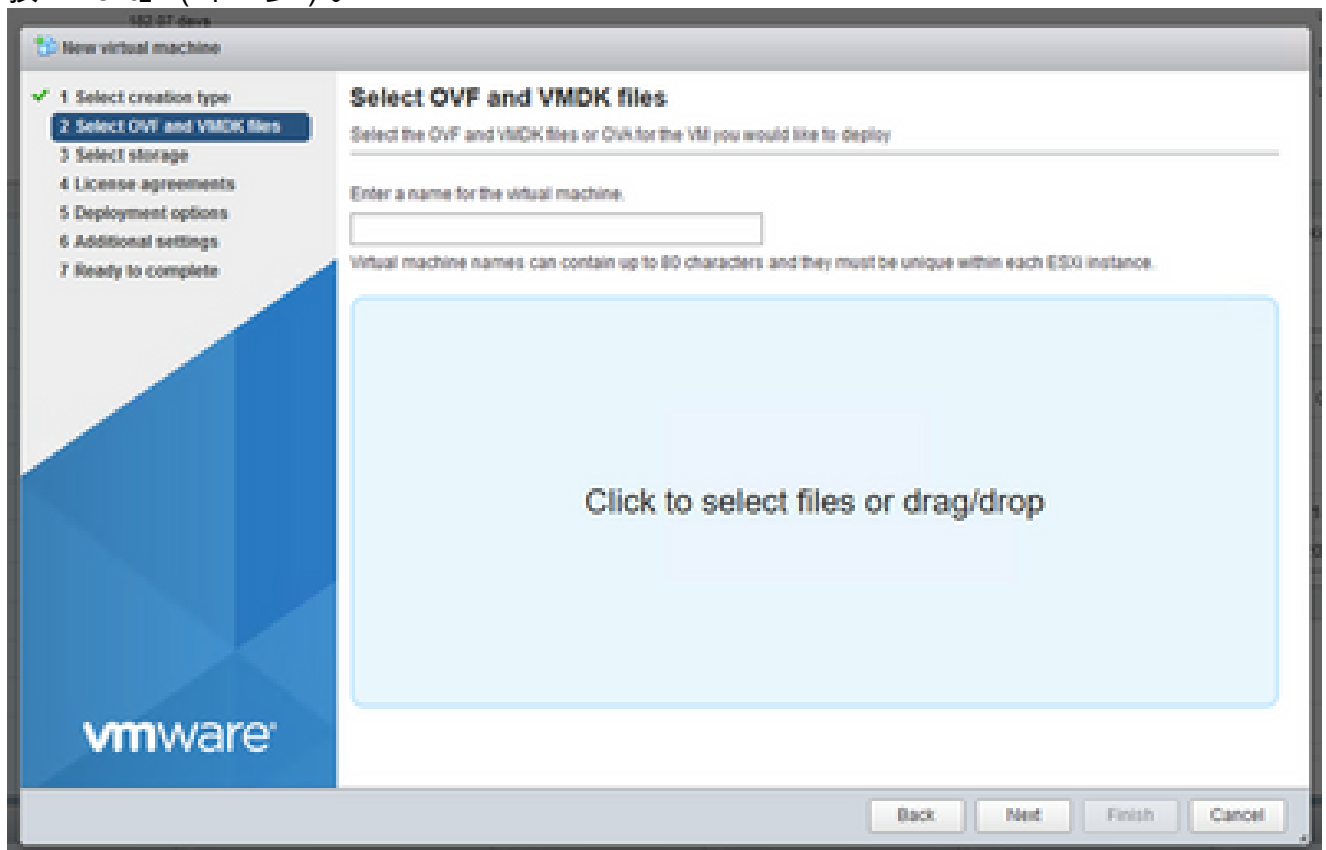 182.07 days
New virtual machine
1 Select creation type
2 Select OVF and VMDK files
3 Select storage
4 License agreements
5 Deployment options
6 Additional settings
7 Ready to complete
vmware
Select OVF and VMDK files
Select the OVF and VMDK files or OVA for the VM you would like to deploy
Enter a name for the virtual machine.
Virtual machine names can contain up to 80 characters and they must be unique within each ESXi instance.
Click to select files or drag/drop
Back
Next
Finish
Cancel